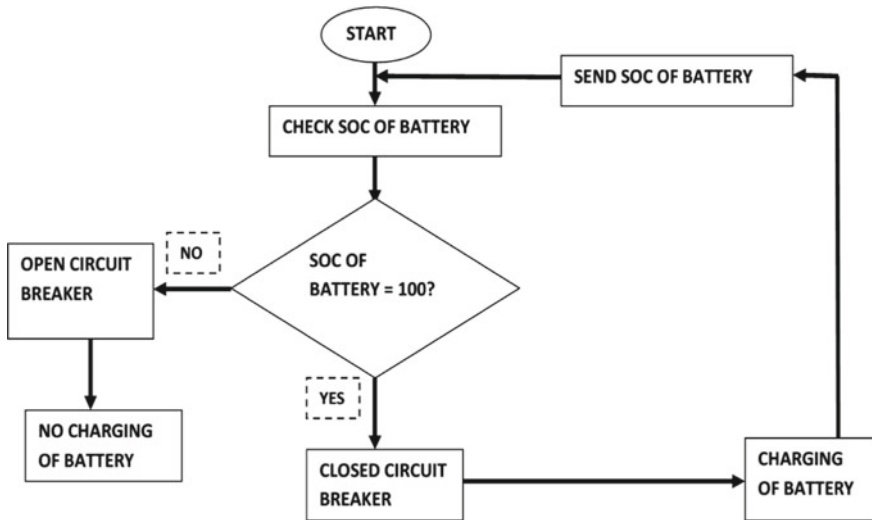 START
SEND SOC OF BATTERY
CHECK SOC OF BATTERY
SOC OF
BATTERY = 100?
NO
OPEN CIRCUIT
BREAKER
NO CHARGING
OF BATTERY
YES
CLOSED CIRCUIT
BREAKER
CHARGING
OF BATTERY